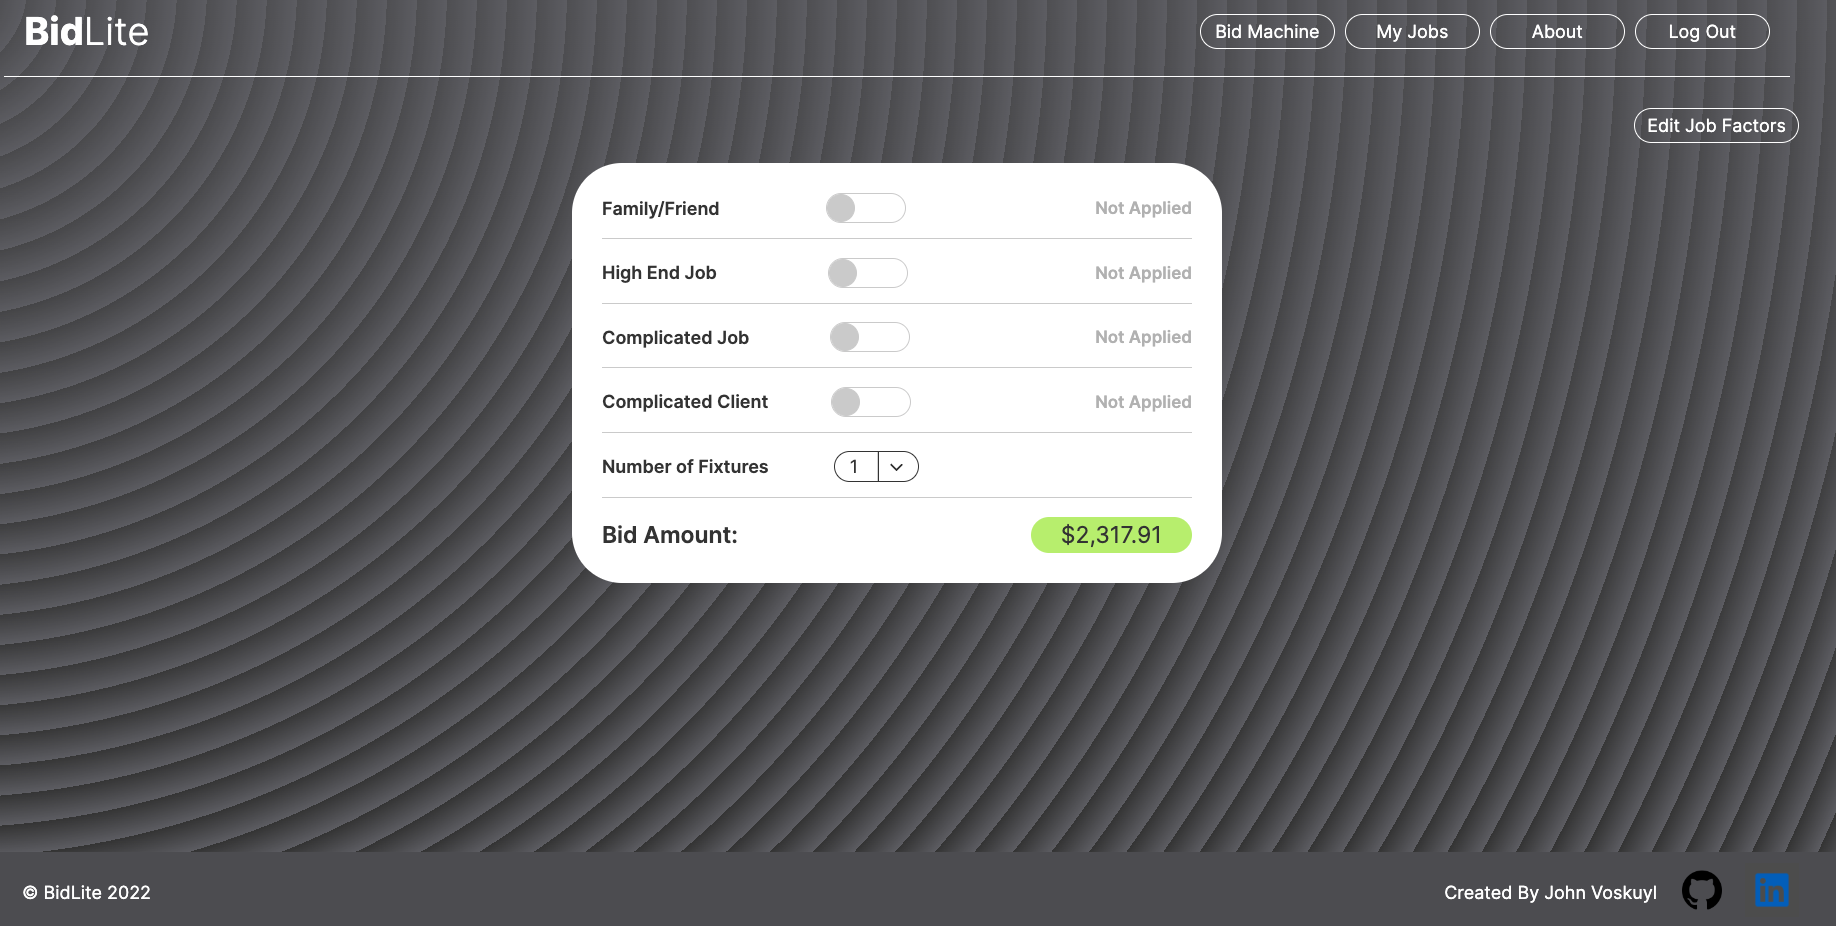 BidLite
Bid Machine
My Jobs
About
Log Out
Edit Job Factors
Family/Friend
Not Applied
High End Job
Not Applied
Complicated Job
Not Applied
Complicated Client
Not Applied
Number of Fixtures
1
Bid Amount:
$2,317.91
© BidLite 2022
Created By John Voskuyl
in